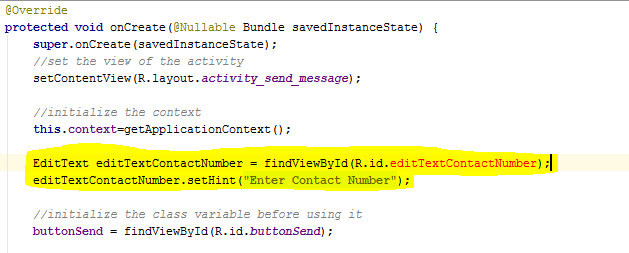 @Override
protected void onCreate(@Nullable Bundle savedInstanceState) {
super.onCreate(savedInstanceState);
//set the view of the activity
setContentView(R.layout.activity_send_message);
//initialize the context
this.context=getApplicationContext();
EditText editTextContactNumber = findViewById(R.id.editTextContactNumber);
editTextContactNumber.setHint("Enter Contact Number");
//initialize the class variable before using it
buttonSend = findViewById(R.id.buttonSend);